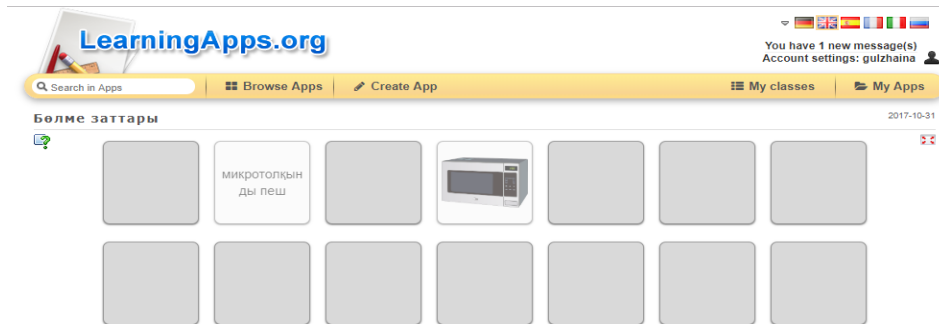 LearningApps.org
You have 1 new message(s)
Account settings: gulzhaina
Search in Apps
Browse Apps
Create App
My classes
My Apps
Бөлме заттары
2017-10-31
микротолқын
ды пеш